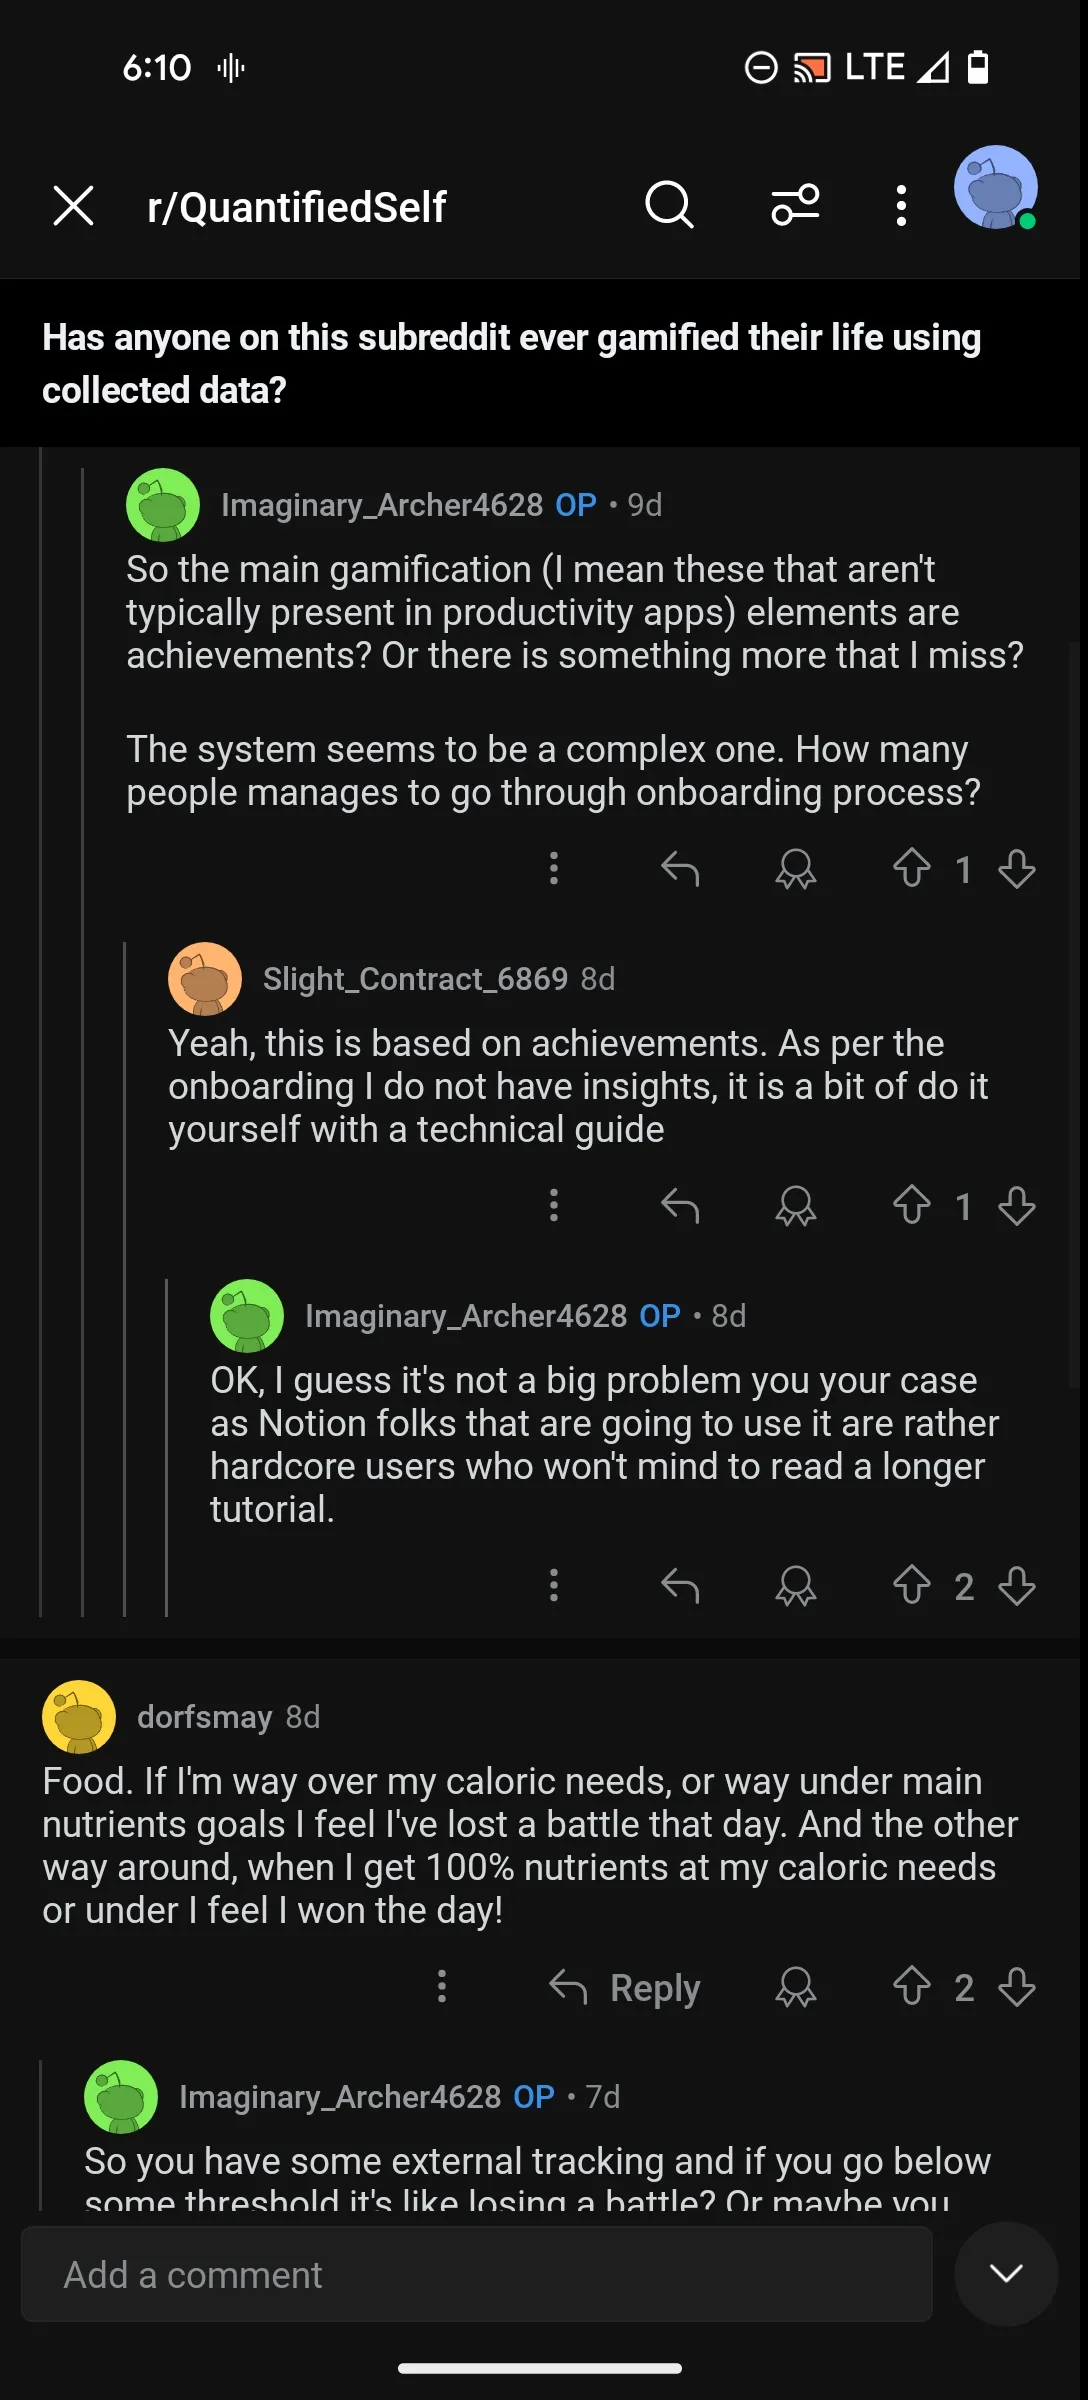 6:10
LTE
r/QuantifiedSelf
Has anyone on this subreddit ever gamified their life using
collected data?
Imaginary_Archer4628 OP • 9d
So the main gamification (I mean these that aren't
typically present in productivity apps) elements are
achievements? Or there is something more that I miss?
The system seems to be a complex one. How many
people manages to go through onboarding process?
1
Slight_Contract_6869 8d
Yeah, this is based on achievements. As per the
onboarding I do not have insights, it is a bit of do it
yourself with a technical guide
1
Imaginary_Archer4628 OP • 8d
OK, I guess it's not a big problem you your case
as Notion folks that are going to use it are rather
hardcore users who won't mind to read a longer
tutorial.
2
dorfsmay 8d
Food. If I'm way over my caloric needs, or way under main
nutrients goals I feel I've lost a battle that day. And the other
way around, when I get 100% nutrients at my caloric needs
or under I feel I won the day!
Reply
2
Imaginary_Archer4628 OP • 7d
So you have some external tracking and if you go below
some threshold it's like losing a battle? Or maybe you
Add a comment